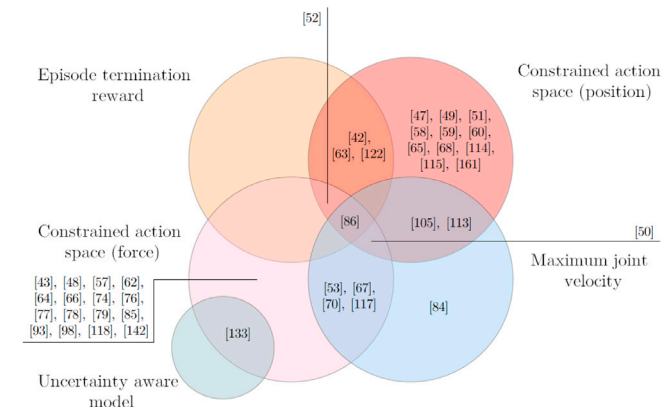 [52]
Episode termination
reward
Constrained action
space (position)
[47], [49], [51],
[58], [59], [60],
[65], [68], [114],
[115], [161]
[42],
[63], [122]
[86]
[105], [113]
[50]
Constrained action
space (force)
[43], [48], [57], [62],
[64], [66], [74], [76],
[77], [78], [79], [85],
[93], [98], [118], [142]
Maximum joint
velocity
[53], [67],
[70], [117]
[84]
[133]
Uncertainty aware
model